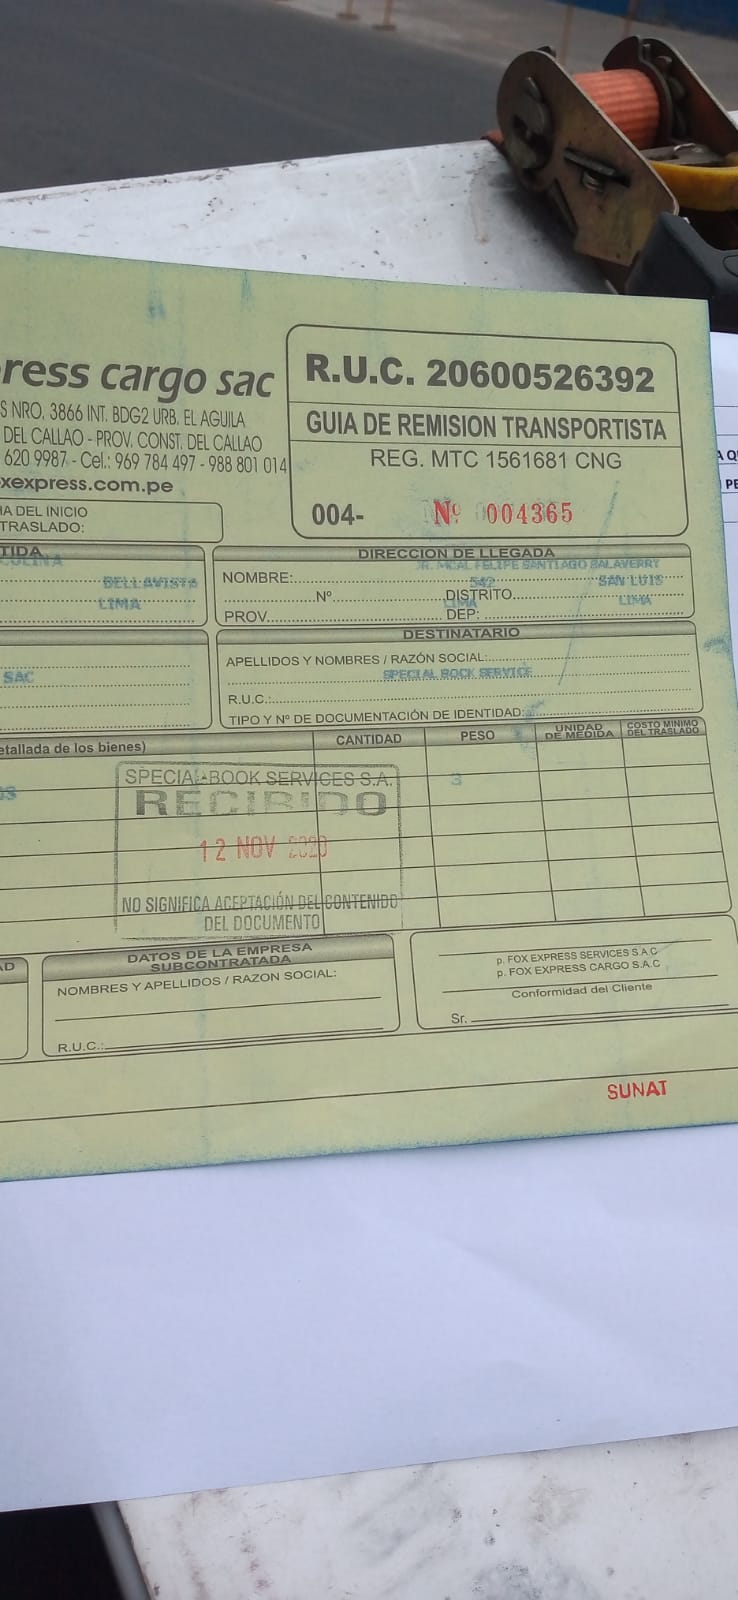 ress cargo sac
S NRO. 3866 INT. BDG2 URB. EL AGUILA
DEL CALLAO - PROV. CONST. DEL CALLAO
620 9987 - Cel.: 969 784 497 - 988 801 014
xexpress.com.pe
R.U.C. 20600526392
GUIA DE REMISION TRANSPORTISTA
REG. MTC 1561681 CNG
004- Nº 004365
A DEL INICIO
TRASLADO:
TIDA
BELLAVISTA
LIMA
DIRECCION DE LLEGADA
JR. MCAL FELIPE SANTIAGO SALAVERRY
NOMBRE:
542 SAN LUIS
Nº DISTRITO
LIMA LIMA
PROV. DEP:
SAC
DESTINATARIO
APELLIDOS Y NOMBRES / RAZÓN SOCIAL:
SPECIAL BOOK SERVICE
R.U.C.:
TIPO Y Nº DE DOCUMENTACIÓN DE IDENTIDAD:
etallada de los bienes) CANTIDAD PESO UNIDAD DE MEDIDA COSTO MINIMO DEL TRASLADO
3
SPECIAL BOOK SERVICES S.A.
RECIBIDO
12 NOV 2020
NO SIGNIFICA ACEPTACIÓN DEL CONTENIDO
DEL DOCUMENTO
AD
DATOS DE LA EMPRESA
SUBCONTRATADA
NOMBRES Y APELLIDOS / RAZON SOCIAL:
R.U.C.:
p. FOX EXPRESS SERVICES S.A.C
p. FOX EXPRESS CARGO S.A.C
Conformidad del Cliente
Sr.
SUNAT
A QU
PE